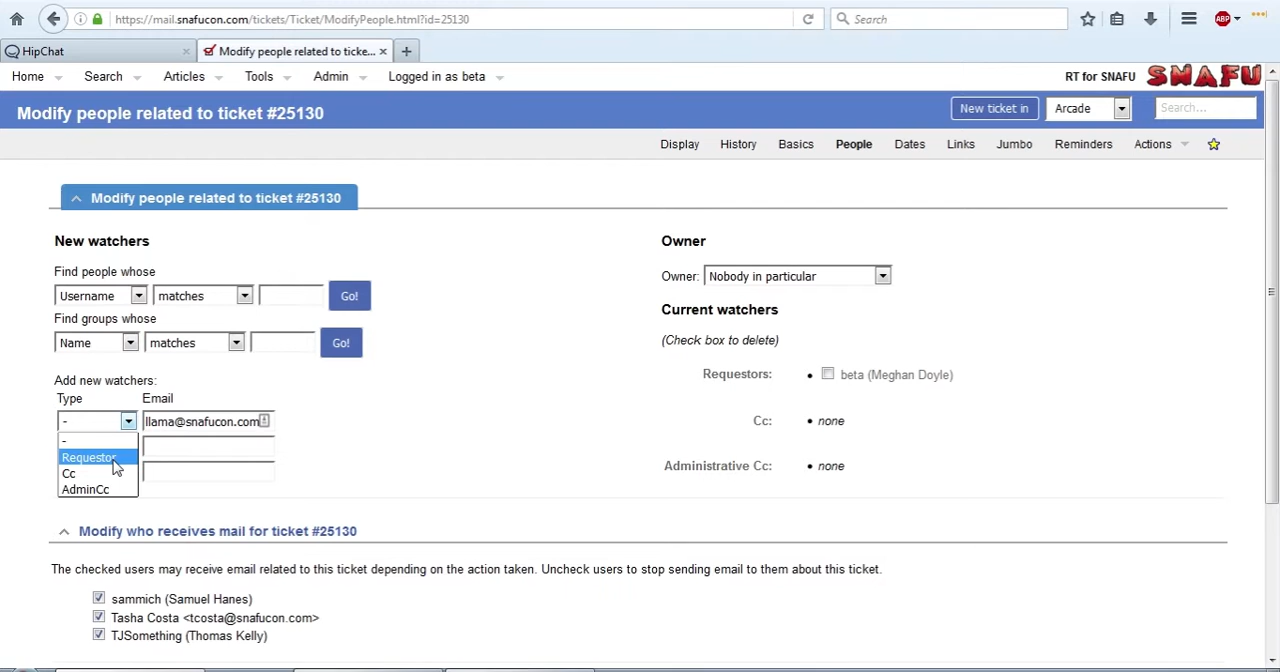 https://mail.snafucon.com/tickets/Ticket/ModifyPeople.html?id=25130
Search
ABP
HipChat
Modify people related to ticke...
Home Search Articles Tools Admin Logged in as beta
RT for SNAFU SNAFU
Modify people related to ticket #25130
New ticket in Arcade Search...
Display History Basics People Dates Links Jumbo Reminders Actions
Modify people related to ticket #25130
New watchers
Find people whose
Username matches Go!
Find groups whose
Name matches Go!
Add new watchers:
Type Email
- llama@snafucon.com
-
Requestor
Cc
AdminCc
Owner
Owner: Nobody in particular
Current watchers
(Check box to delete)
Requestors: • beta (Meghan Doyle)
Cc: • none
Administrative Cc: • none
Modify who receives mail for ticket #25130
The checked users may receive email related to this ticket depending on the action taken. Uncheck users to stop sending email to them about this ticket.
sammich (Samuel Hanes)
Tasha Costa <tcosta@snafucon.com>
TJSomething (Thomas Kelly)